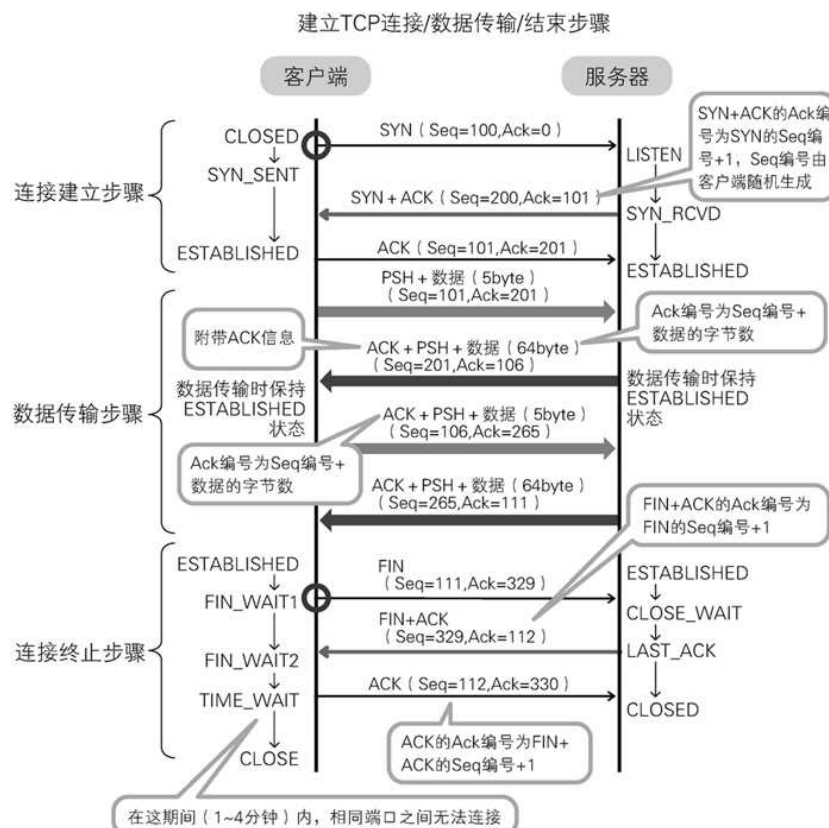 建立TCP连接/数据传输/结束步骤
客户端
服务器
连接建立步骤
CLOSED
SYN_SENT
ESTABLISHED
SYN（Seq=100,Ack=0）
LISTEN
SYN+ACK的Ack编
号为SYN的Seq编
号+1，Seq编号由
客户端随机生成
SYN+ACK（Seq=200,Ack=101）
SYN_RCVD
ACK（Seq=101,Ack=201）
ESTABLISHED
数据传输步骤
PSH+数据（5byte）
（Seq=101,Ack=201）
附带ACK信息
Ack编号为Seq编号+
数据的字节数
ACK+PSH+数据（64byte）
（Seq=201,Ack=106）
数据传输时保持
ESTABLISHED
状态
数据传输时保持
ESTABLISHED
状态
ACK+PSH+数据（5byte）
（Seq=106,Ack=265）
Ack编号为Seq编号+
数据的字节数
ACK+PSH+数据（64byte）
（Seq=265,Ack=111）
FIN+ACK的Ack编号为
FIN的Seq编号+1
连接终止步骤
ESTABLISHED
FIN_WAIT1
FIN_WAIT2
TIME_WAIT
CLOSE
FIN
（Seq=111,Ack=329）
ESTABLISHED
CLOSE_WAIT
FIN+ACK
（Seq=329,Ack=112）
LAST_ACK
ACK（Seq=112,Ack=330）
CLOSED
ACK的Ack编号为FIN+
ACK的Seq编号+1
在这期间（1~4分钟）内，相同端口之间无法连接